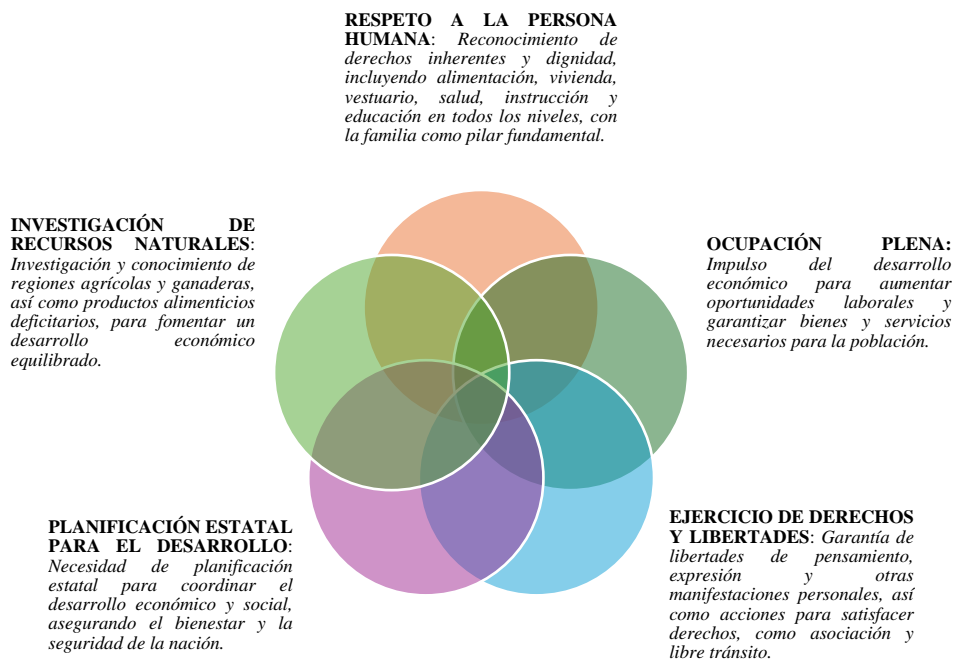 RESPETO A LA PERSONA
HUMANA: Reconocimiento de
derechos inherentes y dignidad,
incluyendo alimentación, vivienda,
vestuario, salud, instrucción y
educación en todos los niveles, con
la familia como pilar fundamental.
INVESTIGACIÓN DE
RECURSOS NATURALES:
Investigación y conocimiento de
regiones agrícolas y ganaderas,
así como productos alimenticios
deficitarios, para fomentar un
desarrollo económico
equilibrado.
OCUPACIÓN PLENA:
Impulso del desarrollo
económico para aumentar
oportunidades laborales y
garantizar bienes y servicios
necesarios para la población.
PLANIFICACIÓN ESTATAL
PARA EL DESARROLLO:
Necesidad de planificación
estatal para coordinar el
desarrollo económico y social,
asegurando el bienestar y la
seguridad de la nación.
EJERCICIO DE DERECHOS
Y LIBERTADES: Garantía de
libertades de pensamiento,
expresión y otras
manifestaciones personales, así
como acciones para satisfacer
derechos, como asociación y
libre tránsito.